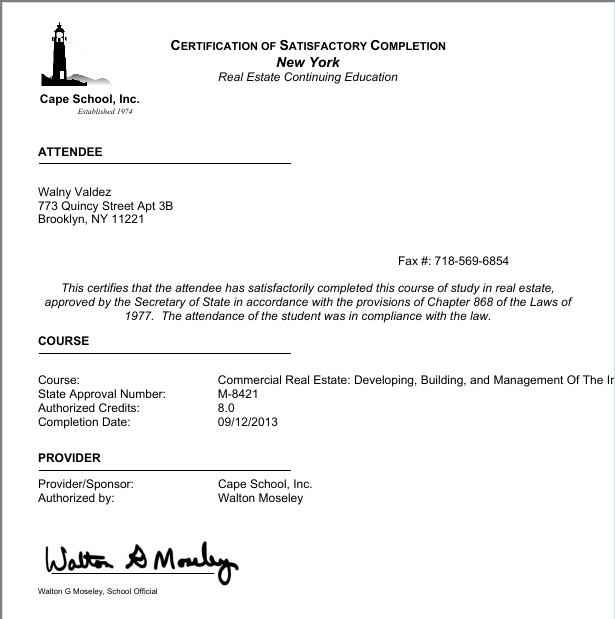 CERTIFICATION OF SATISFACTORY COMPLETION
New York
Real Estate Continuing Education
Cape School, Inc.
Established 1974
ATTENDEE
Walny Valdez
773 Quincy Street Apt 3B
Brooklyn, NY 11221
Fax #: 718-569-6854
This certifies that the attendee has satisfactorily completed this course of study in real estate,
approved by the Secretary of State in accordance with the provisions of Chapter 868 of the Laws of
1977. The attendance of the student was in compliance with the law.
COURSE
Course: Commercial Real Estate: Developing, Building, and Management Of The
State Approval Number: M-8421
Authorized Credits: 8.0
Completion Date: 09/12/2013
PROVIDER
Provider/Sponsor: Cape School, Inc.
Authorized by: Walton Moseley
Walton G Moseley
Walton G Moseley, School Official